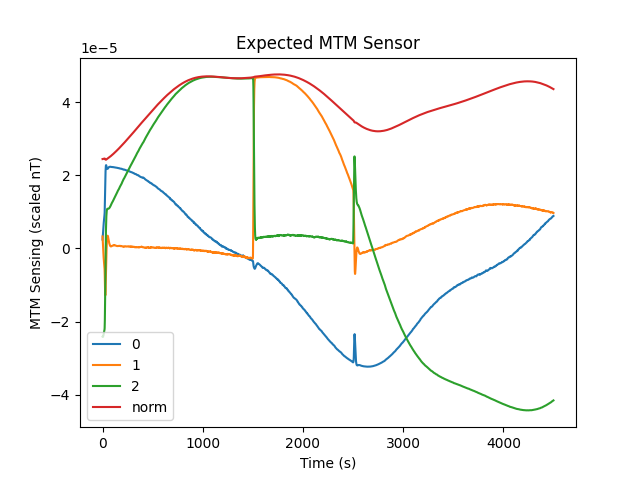 Expected MTM Sensor
1e−5
4
2
0
−2
−4
MTM Sensing (scaled nT)
0
1
2
norm
0
1000
2000
3000
4000
Time (s)